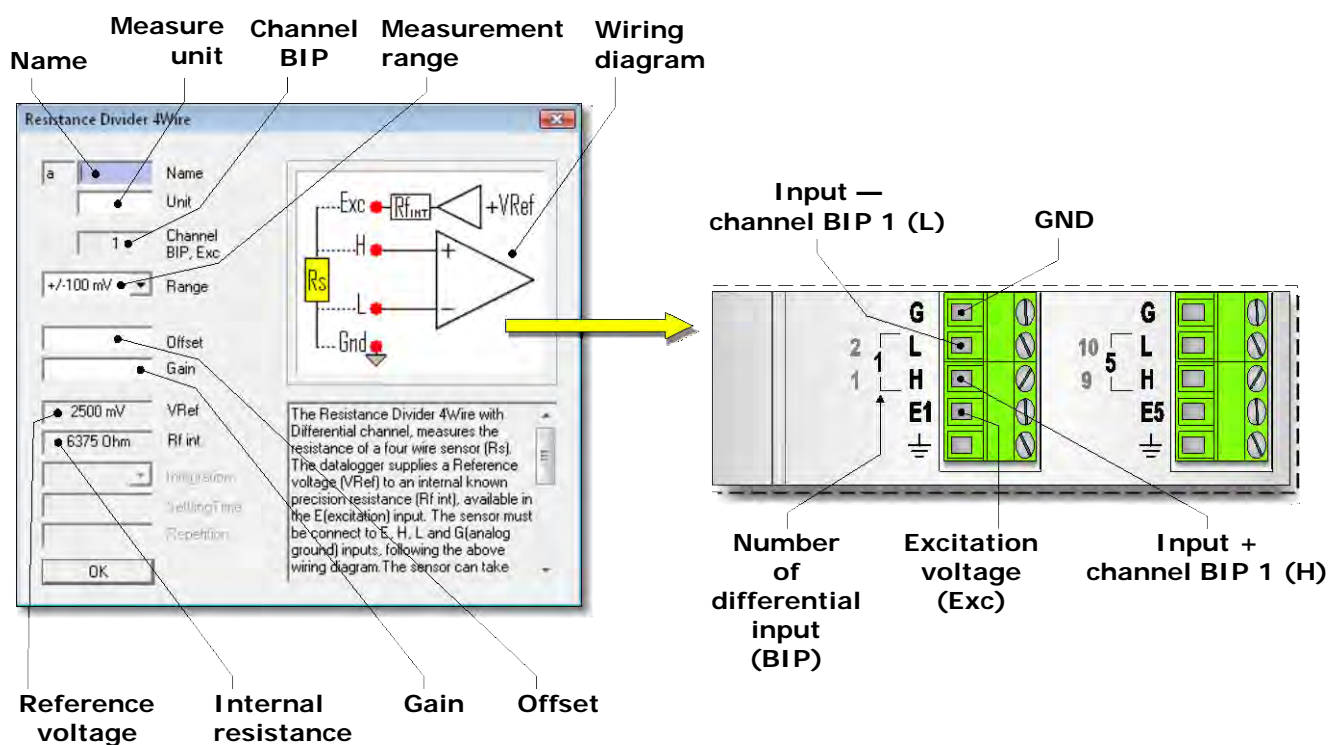 Name
Measure
unit
Channel
BIP
Measurement
range
Wiring
diagram
Resistance Divider 4Wire
a
Name
Unit
1
Channel
BIP, Exc
+/-100 mV
Range
Offset
Gain
2500 mV
VRef
6375 Ohm
Rf int
Integration
SettlingTime
Repetition
OK
Exc
RfINT
+VRef
H
+
Rs
L
−
Gnd
The Resistance Divider 4Wire with
Differential channel, measures the
resistance of a four wire sensor (Rs).
The datalogger supplies a Reference
voltage (VRef) to an internal known
precision resistance (Rf int), available in
the E(excitation) input. The sensor must
be connect to E, H, L and G(analog
ground) inputs, following the above
wiring diagram.The sensor can take
Reference
voltage
Internal
resistance
Gain
Offset
Input —
channel BIP 1 (L)
GND
G
2 L
1
1 H
E1
G
10 L
5
9 H
E5
Number
of
differential
input
(BIP)
Excitation
voltage
(Exc)
Input +
channel BIP 1 (H)